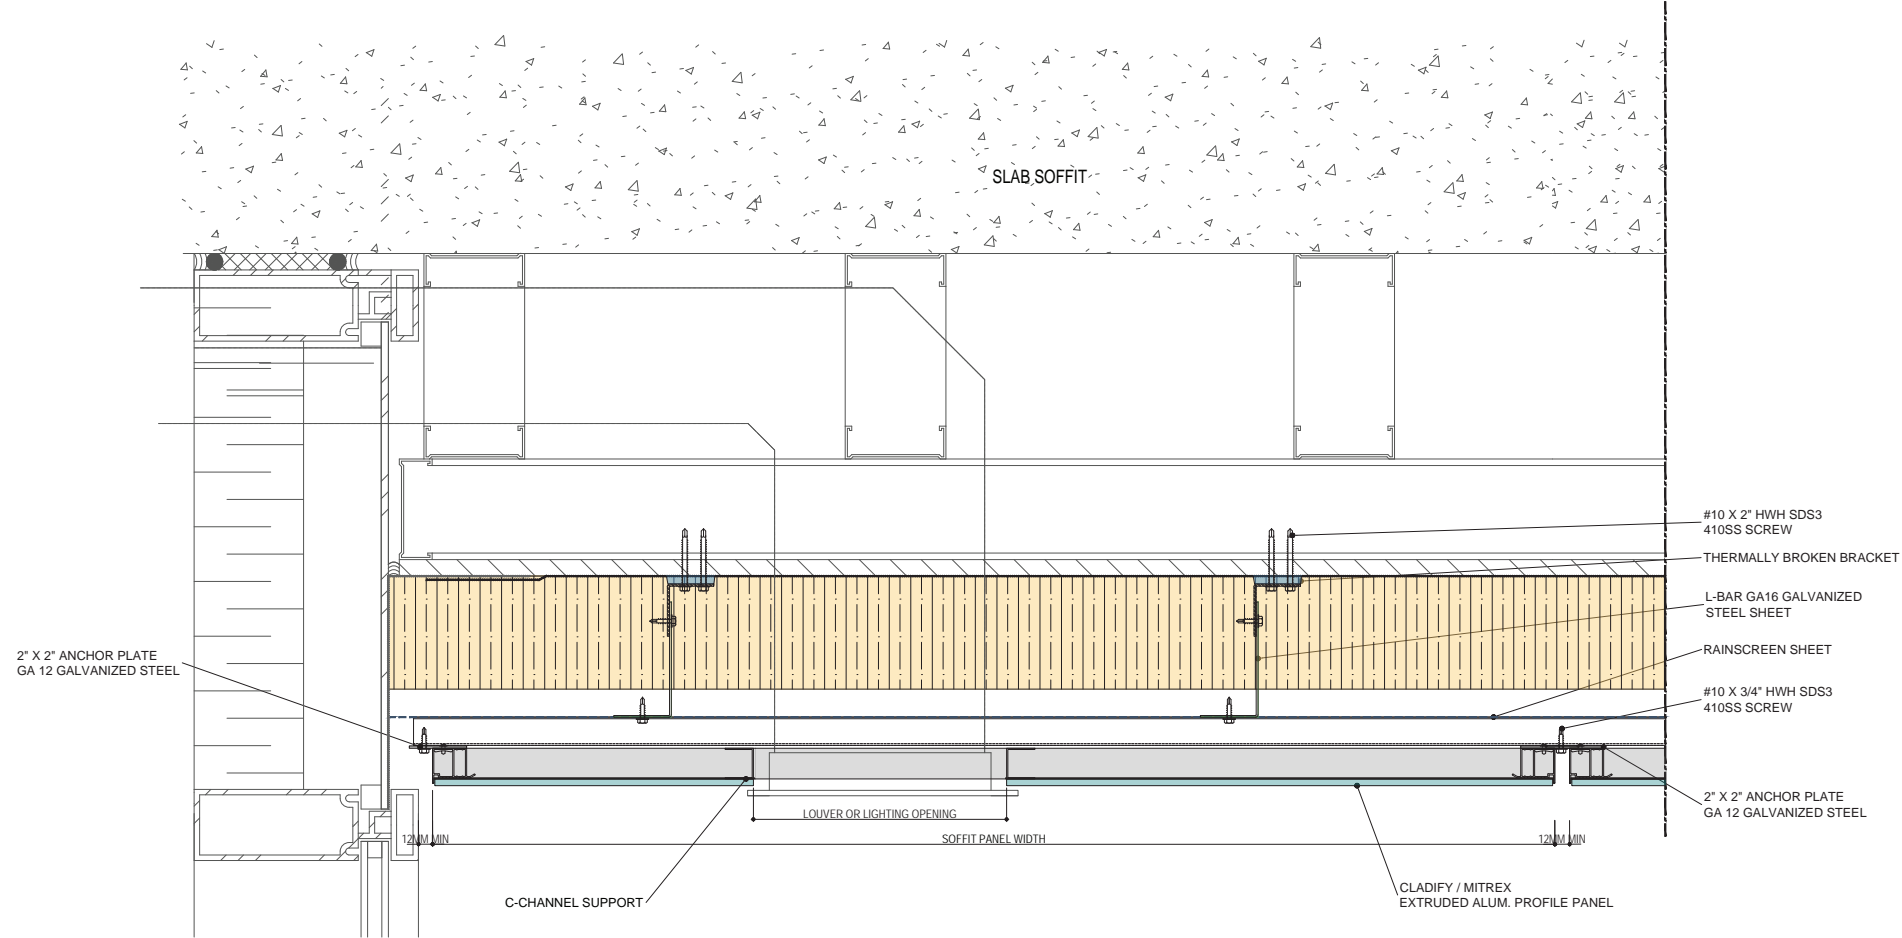 SLAB SOFFIT
#10 X 2" HWH SDS3
410SS SCREW
THERMALLY BROKEN BRACKET
L-BAR GA16 GALVANIZED
STEEL SHEET
RAINSCREEN SHEET
2" X 2" ANCHOR PLATE
GA 12 GALVANIZED STEEL
#10 X 3/4" HWH SDS3
410SS SCREW
2" X 2" ANCHOR PLATE
GA 12 GALVANIZED STEEL
LOUVER OR LIGHTING OPENING
12MM MIN
SOFFIT PANEL WIDTH
12MM MIN
C-CHANNEL SUPPORT
CLADIFY / MITREX
EXTRUDED ALUM. PROFILE PANEL